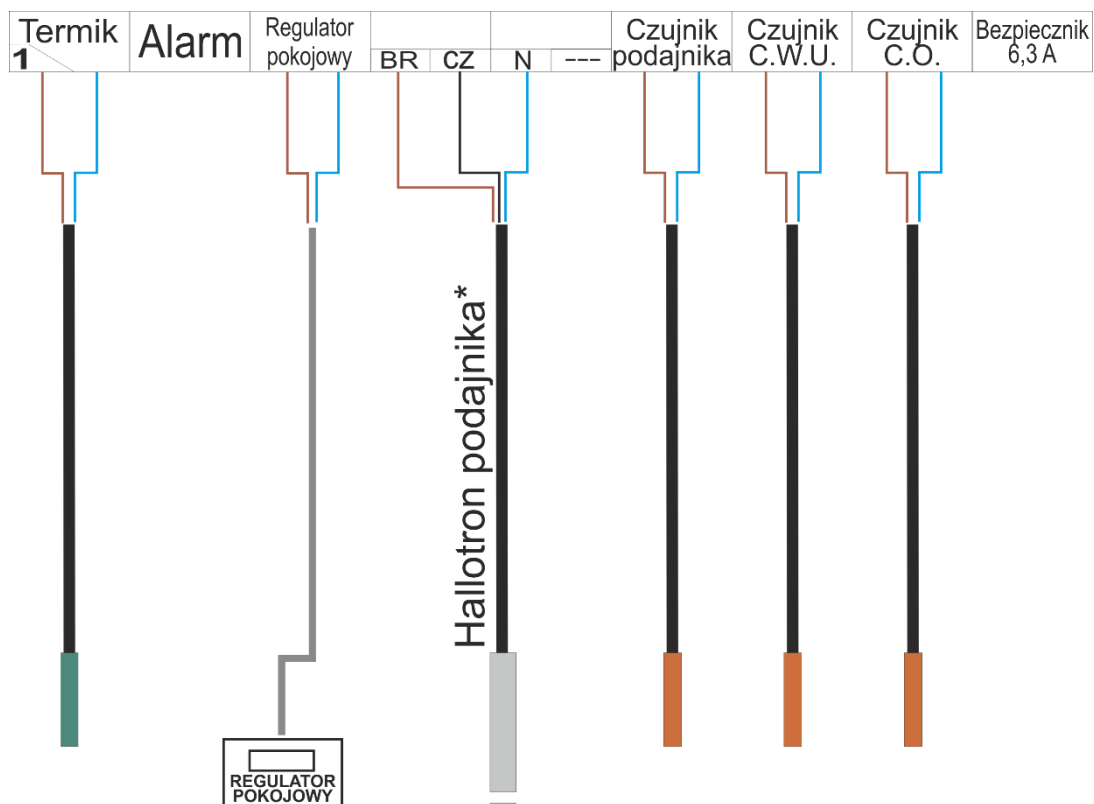 Termik
1
Alarm
Regulator
pokojowy
BR
CZ
N
---
Czujnik
podajnika
Czujnik
C.W.U.
Czujnik
C.O.
Bezpiecznik
6,3 A
Hallotron podajnika*
REGULATOR
POKOJOWY